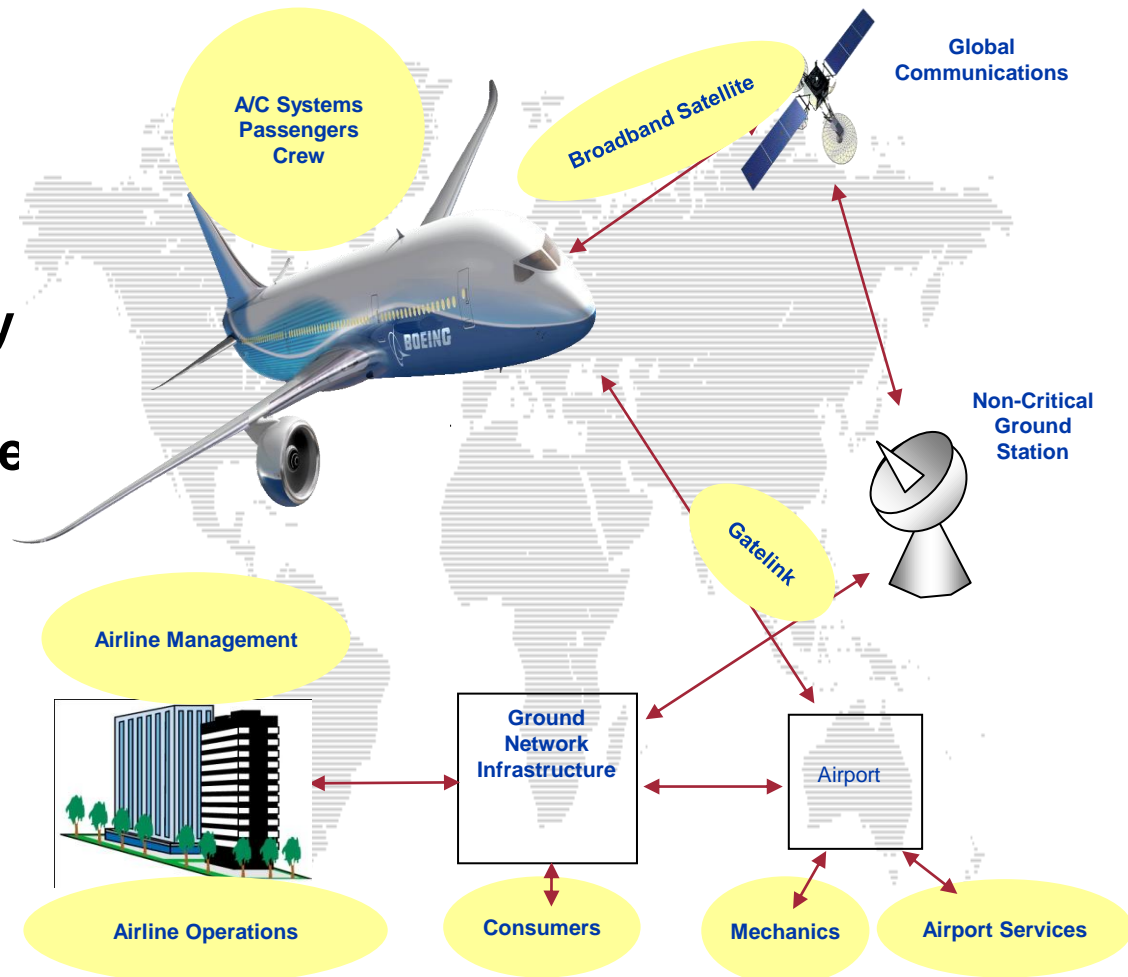 Global
Communications
A/C Systems
Passengers
Crew
Broadband Satellite
y
BOEING
Non-Critical
Ground
Station
e
Gatelink
Airline Management
Ground
Network
Infrastructure
Airport
Airline Operations
Consumers
Mechanics
Airport Services